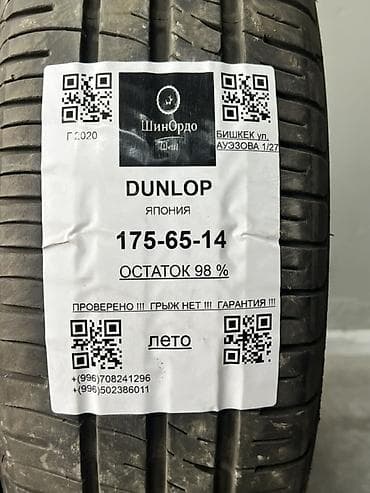 ШинОрдо
Г 2020
БИШКЕК ул.
АУЭЗОВА 1/27
DUNLOP
ЯПОНИЯ
175-65-14
ОСТАТОК 98 %
ПРОВЕРЕНО !!! ГРЫЖ НЕТ !!! ГАРАНТИЯ !!!
лето
+(996)708241296
+(996)502386011